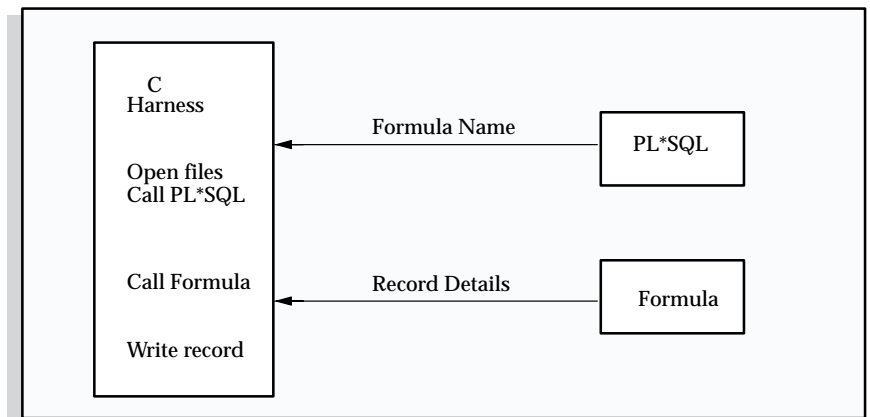 C
Harness
Formula Name
PL*SQL
Open files
Call PL*SQL
Call Formula
Record Details
Formula
Write record